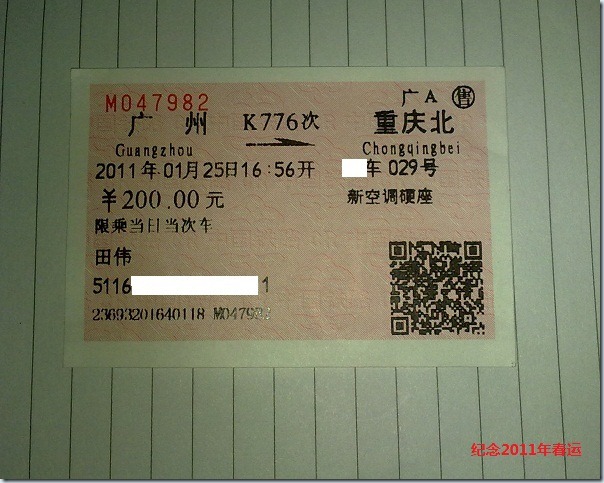 M047982
广A 售
广 州 K776次 重庆北
Guangzhou Chongqingbei
2011年01月25日16:56开 车 029号
¥200.00元 新空调硬座
限乘当日当次车
田伟
5116 1
23693201640118 M047982
纪念2011年春运